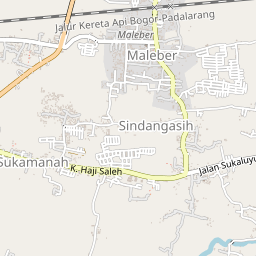 Jalur Kereta Api Bogor-Padalarang
Maleber
Maleber
Sindangasih
Sukamanah
K. Haji Saleh
Jalan Sukaluyu